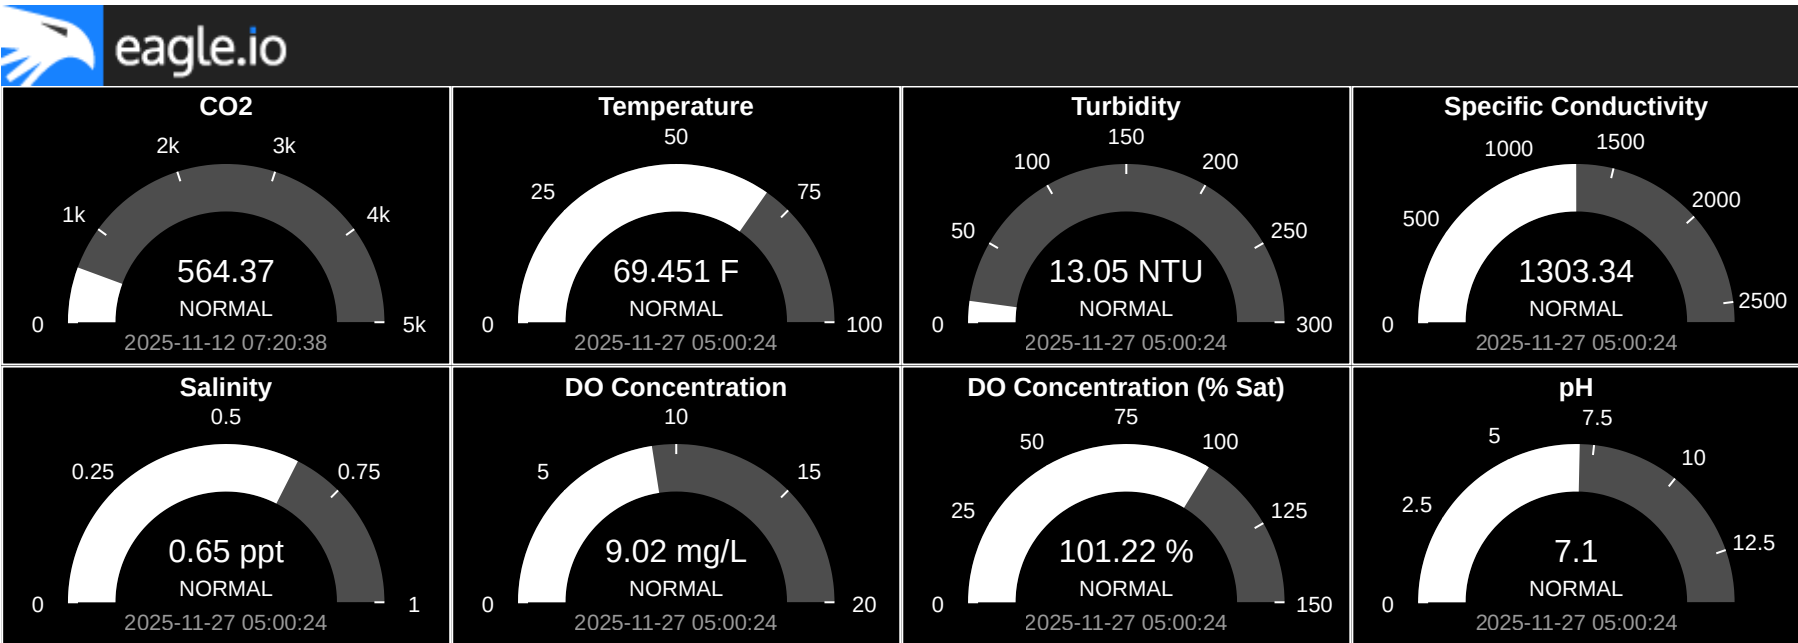 eagle.io
CO2
0
1k
2k
3k
4k
5k
564.37
NORMAL
2025-11-12 07:20:38
Temperature
0
25
50
75
100
69.451 F
NORMAL
2025-11-27 05:00:24
Turbidity
0
50
100
150
200
250
300
13.05 NTU
NORMAL
2025-11-27 05:00:24
Specific Conductivity
0
500
1000
1500
2000
2500
1303.34
NORMAL
2025-11-27 05:00:24
Salinity
0
0.25
0.5
0.75
1
0.65 ppt
NORMAL
2025-11-27 05:00:24
DO Concentration
0
5
10
15
20
9.02 mg/L
NORMAL
2025-11-27 05:00:24
DO Concentration (% Sat)
0
25
50
75
100
125
150
101.22 %
NORMAL
2025-11-27 05:00:24
pH
0
2.5
5
7.5
10
12.5
7.1
NORMAL
2025-11-27 05:00:24